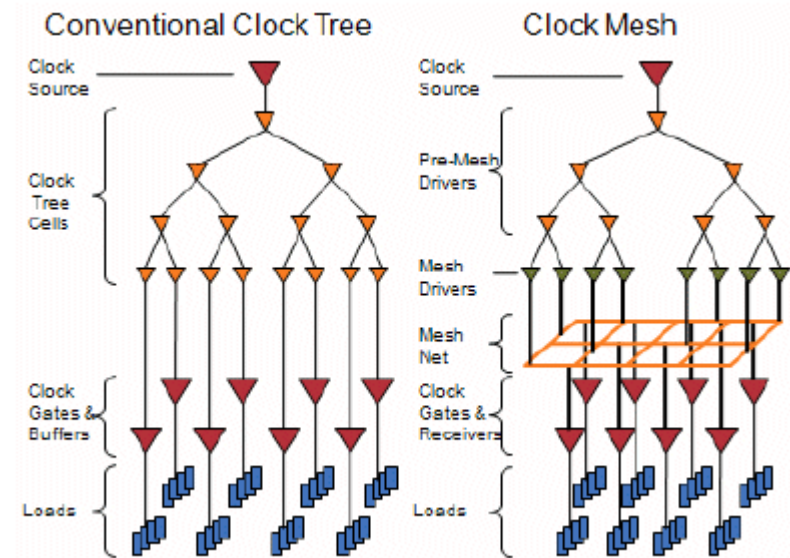 Conventional Clock Tree
Clock
Source
Clock
Tree
Cells
Clock
Gates &
Buffers
Loads
Clock Mesh
Clock
Source
Pre-Mesh
Drivers
Mesh
Drivers
Mesh
Net
Clock
Gates &
Receivers
Loads